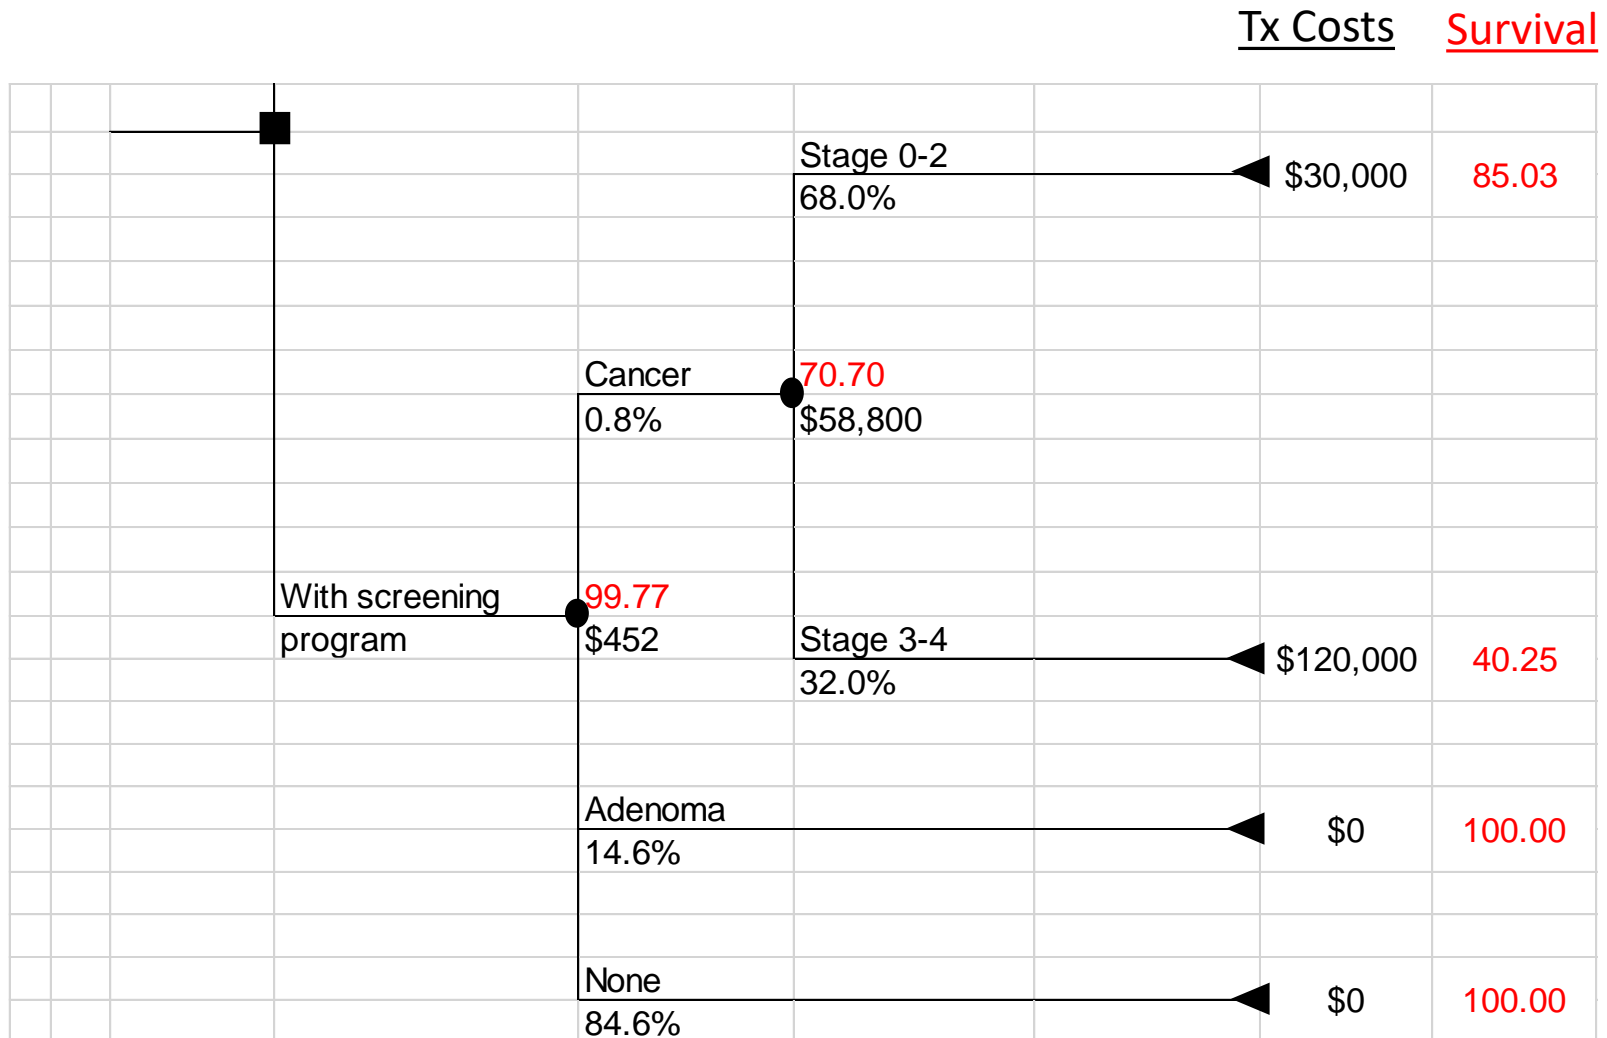 Tx Costs Survival
Stage 0-2
68.0%
$30,000 85.03
Cancer
0.8%
70.70
$58,800
With screening
program
99.77
$452
Stage 3-4
32.0%
$120,000 40.25
Adenoma
14.6%
$0 100.00
None
84.6%
$0 100.00